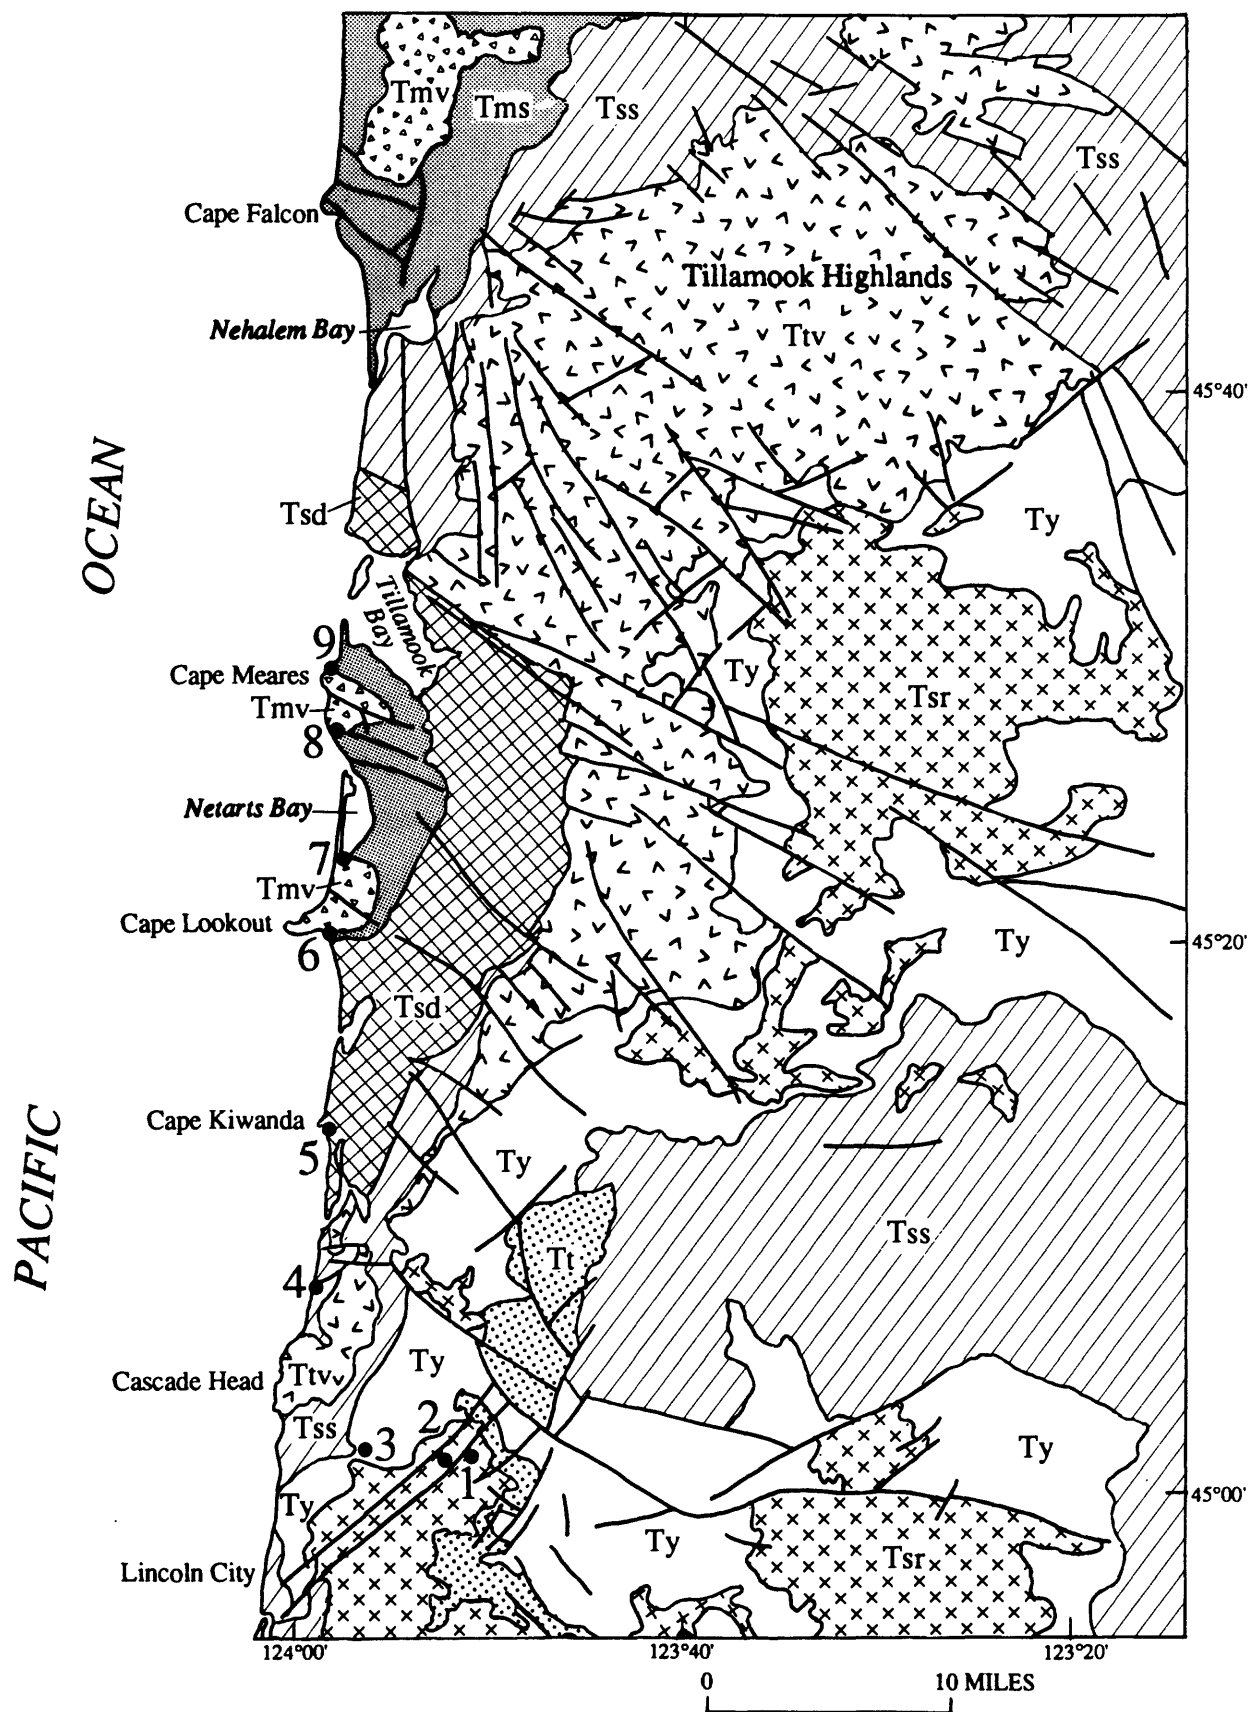 Tmv
Tms
Tss
Tss
Cape Falcon
Tillamook Highlands
Nehalem Bay
Ttv
45°40'
OCEAN
Tsd
Ty
Tillamook
Bay
9
Cape Meares
Tmv
8
Ty
Tsr
Netarts Bay
7
Tmv
Cape Lookout
6
Ty
45°20'
Tsd
PACIFIC
Cape Kiwanda
5
Ty
Tss
Tt
4
Ty
Cascade Head
Ttv
2
Tss
3
1
Ty
Ty
45°00'
Ty
Tsr
Lincoln City
124°00'
123°40'
123°20'
0
10 MILES